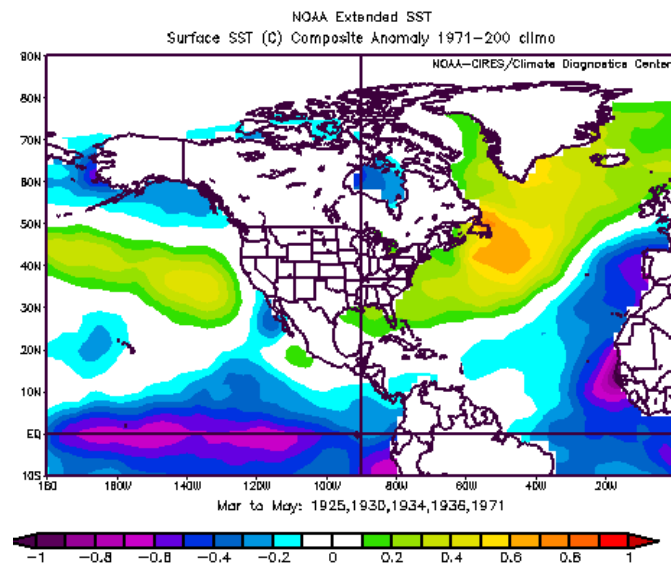 NOAA Extended SST
Surface SST (C) Composite Anomaly 1971-200 climo
NOAA-CIRES/Climate Diagnostics Center
90N
80N
70N
60N
50N
40N
30N
20N
10N
EQ
10S
180 160W 140W 120W 100W 80W 60W 40W 20W
Mar to May: 1925,1930,1934,1936,1971
-1 -0.8 -0.6 -0.4 -0.2 0 0.2 0.4 0.6 0.8 1